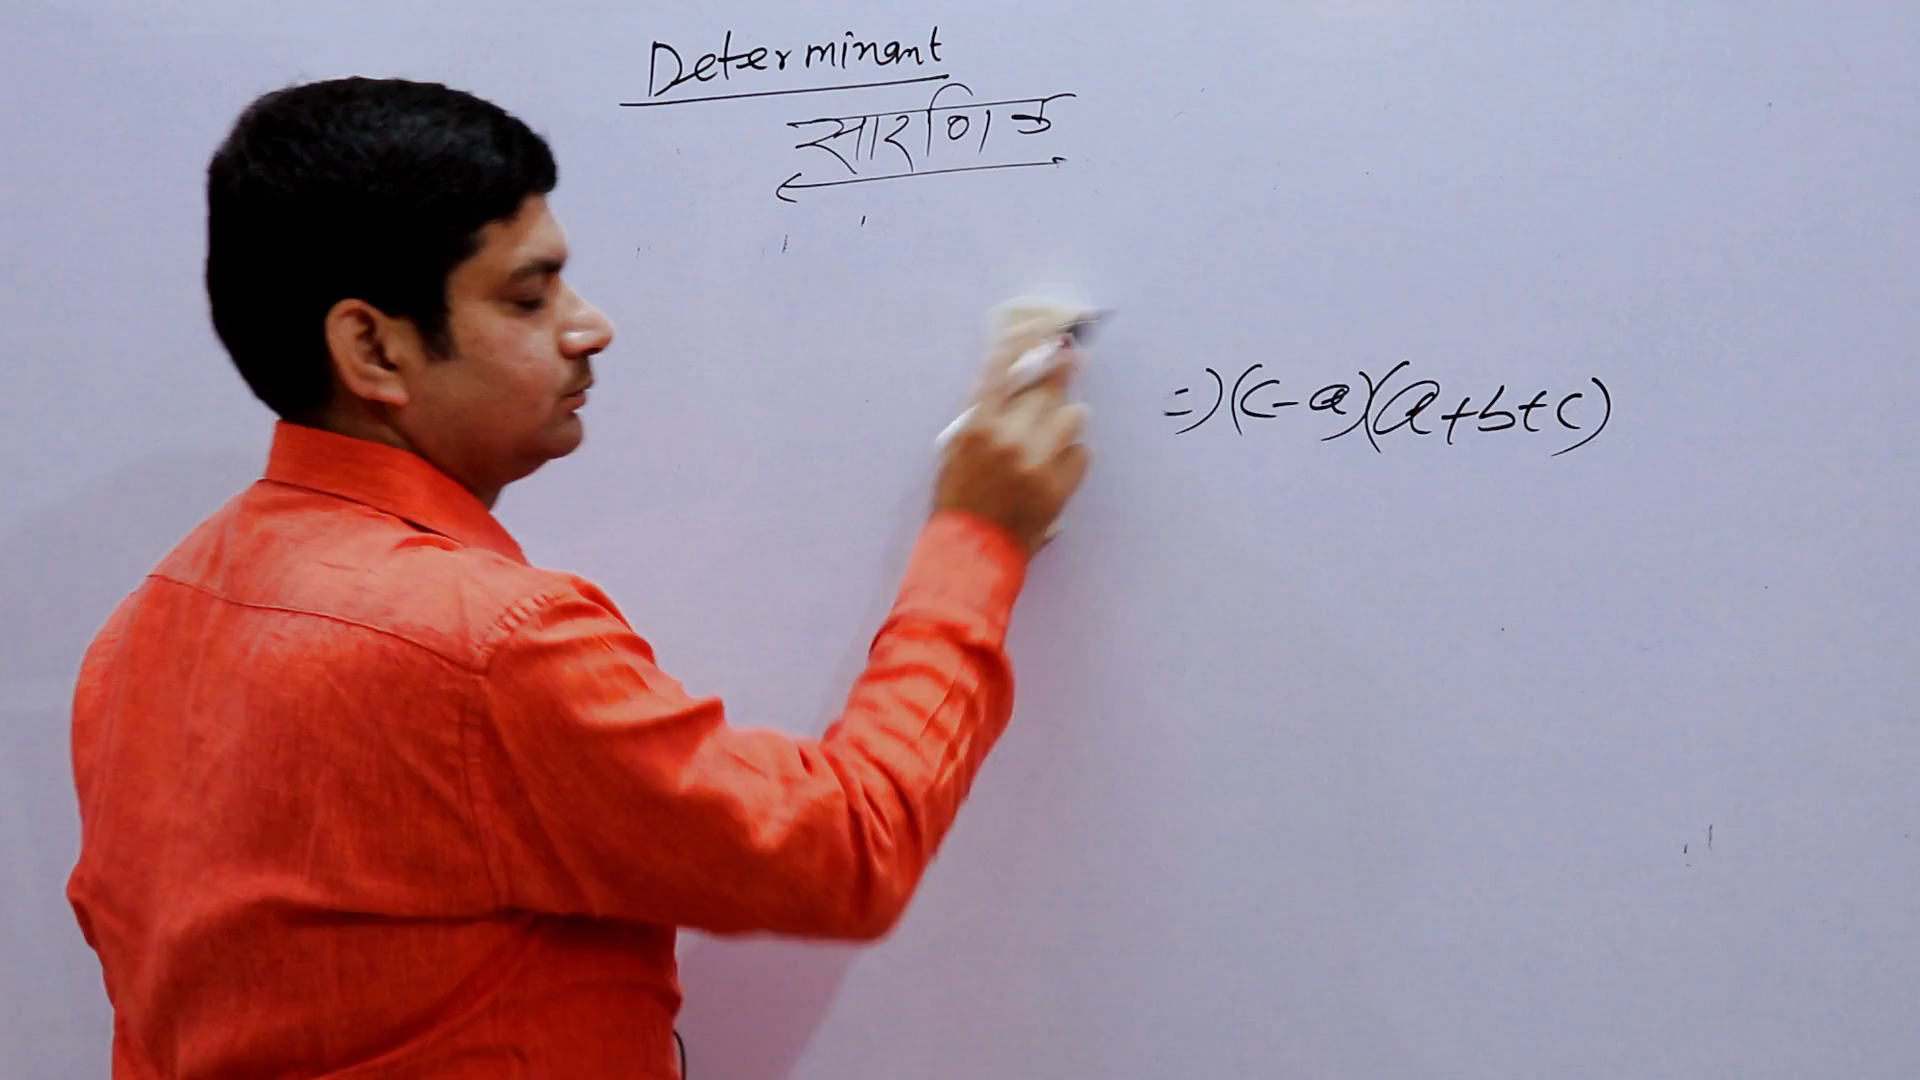 Determinant
सारणिक
=)(c-a)(a+b+c)